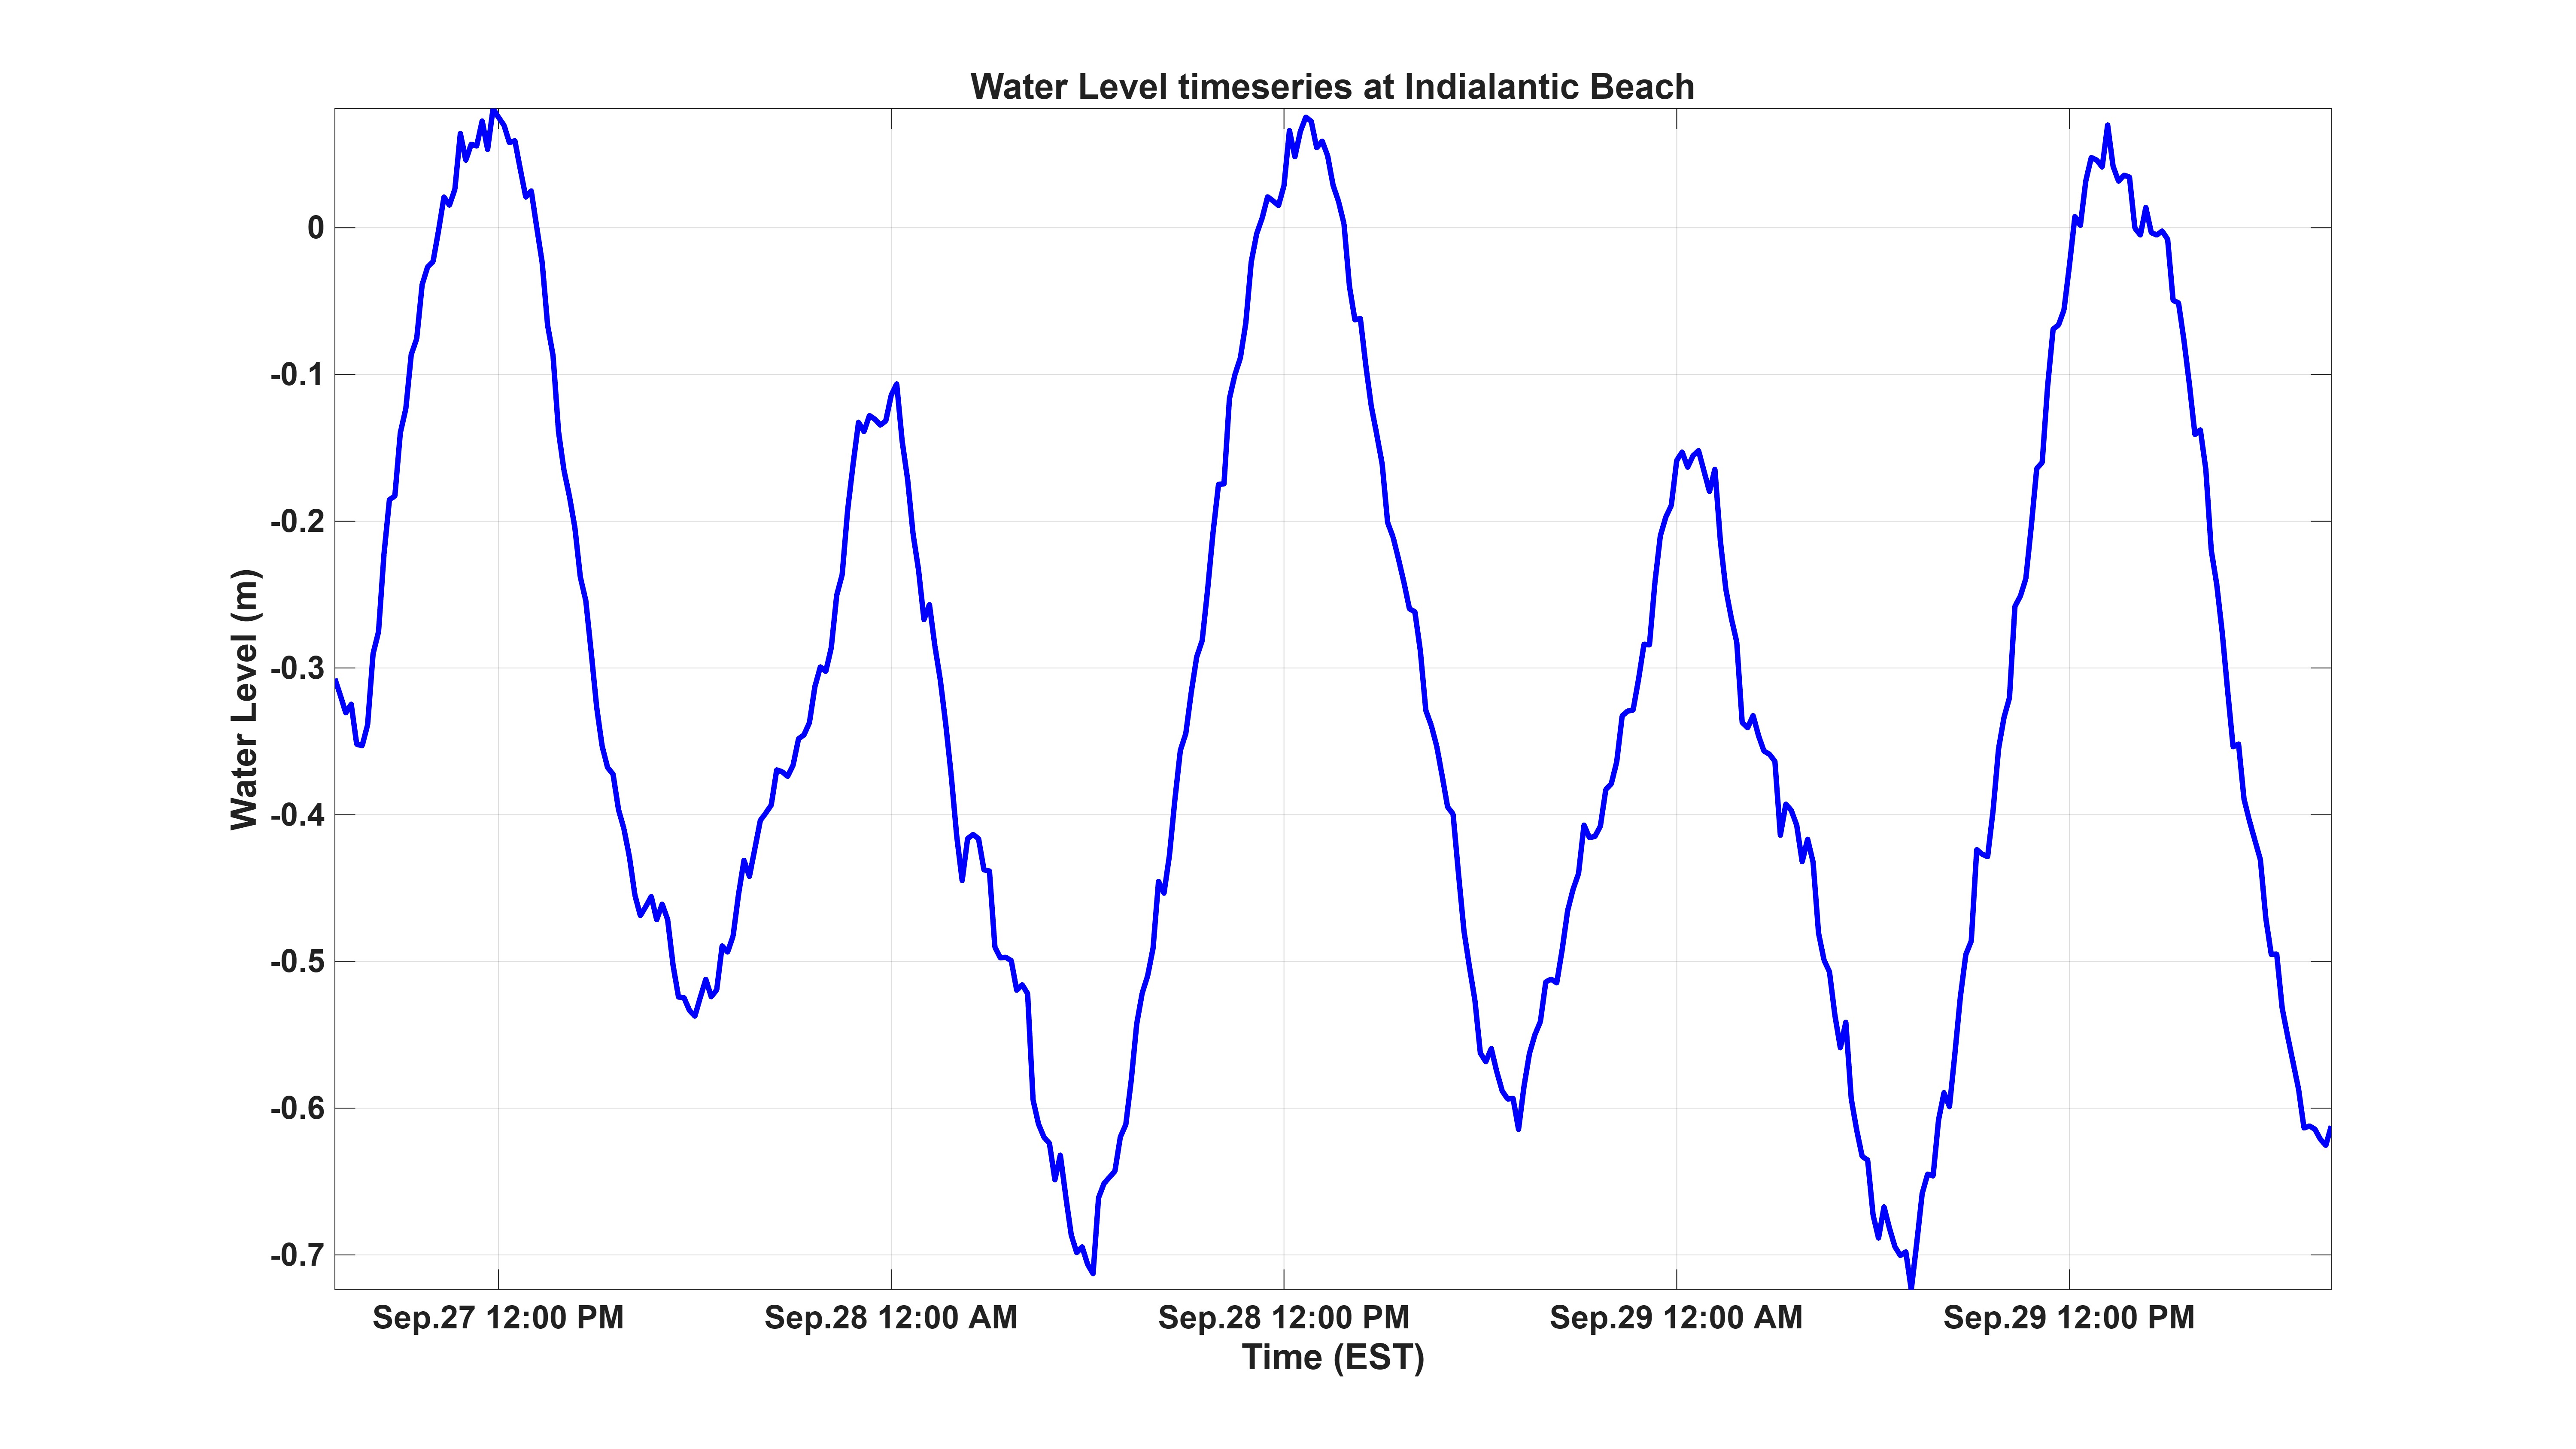 Water Level timeseries at Indialantic Beach
Water Level (m)
0
-0.1
-0.2
-0.3
-0.4
-0.5
-0.6
-0.7
Sep.27 12:00 PM
Sep.28 12:00 AM
Sep.28 12:00 PM
Sep.29 12:00 AM
Sep.29 12:00 PM
Time (EST)